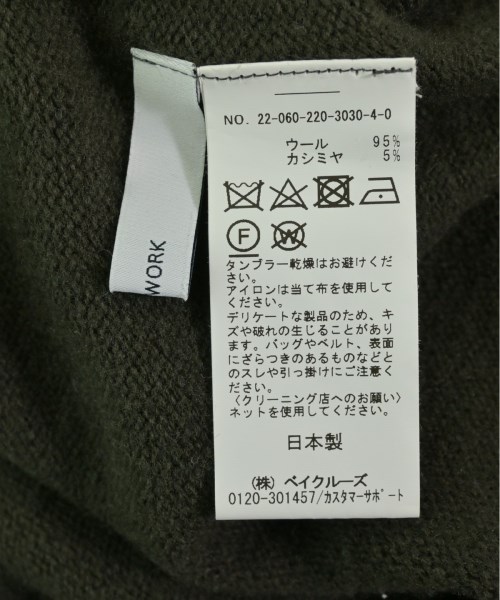 WORK
NO. 22-060-220-3030-4-0
ウール 95%
カシミヤ 5%
F W
タンブラー乾燥はお避けくだ
さい。
アイロンは当て布を使用して
ください。
デリケートな製品のため、キ
ズや破れの生じることがあり
ます。バッグやベルト、表面
にざらつきのあるものなどと
のスレや引っ掛けにご注意く
ださい。
〈クリーニング店へのお願い〉
ネットを使用してください。
日本製
(株) ベイクルーズ
0120-301457/カスタマーサポート